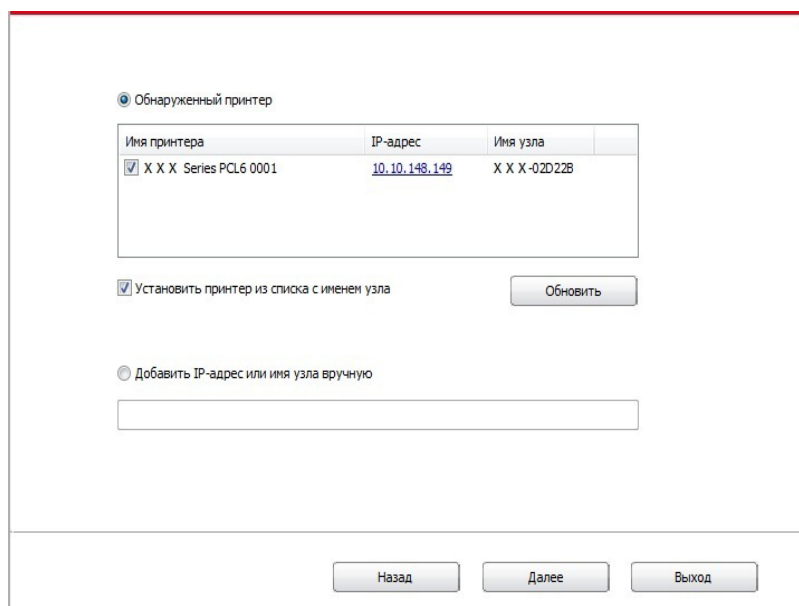 Обнаруженный принтер
Имя принтера IP-адрес Имя узла
X X X Series PCL6 0001 10.10.148.149 X X X-02D22B
Установить принтер из списка с именем узла Обновить
Добавить IP-адрес или имя узла вручную
Назад Далее Выход